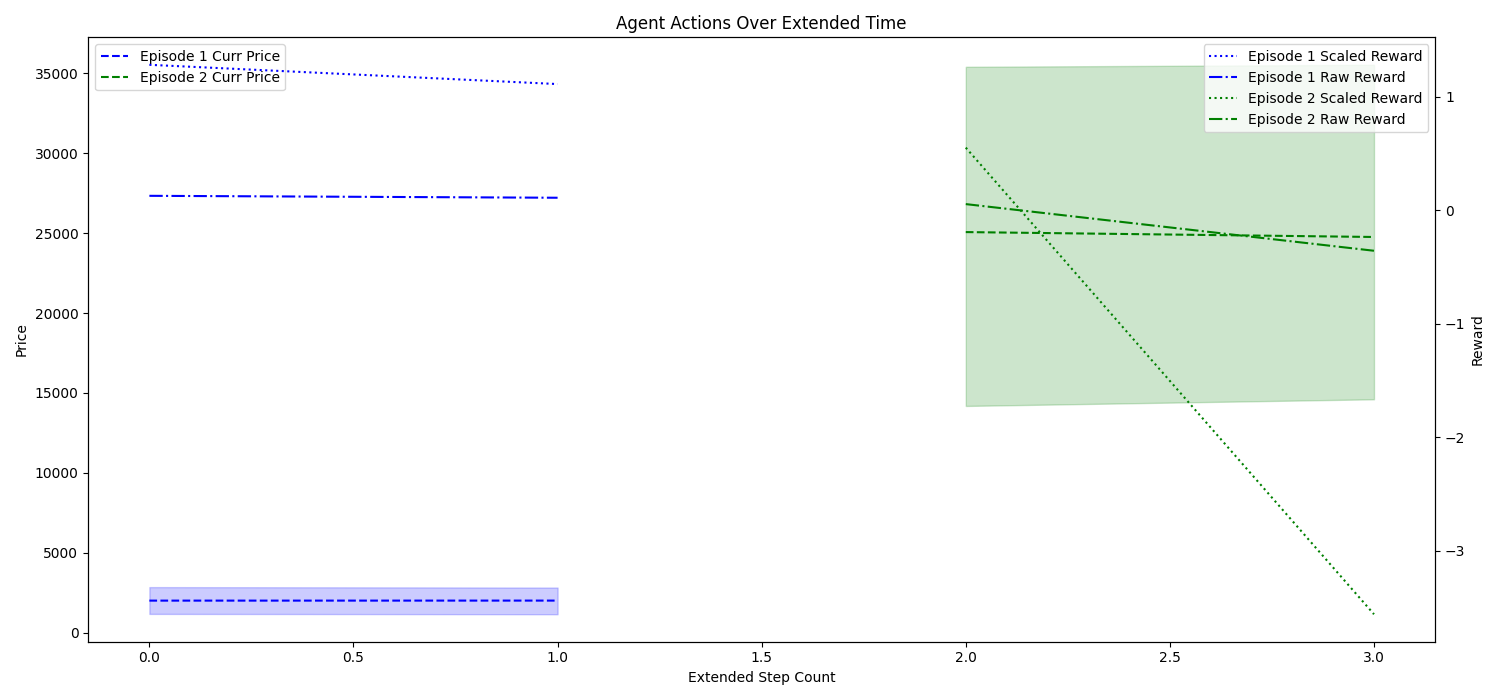 Agent Actions Over Extended Time
Episode 1 Curr Price
Episode 2 Curr Price
Episode 1 Scaled Reward
Episode 1 Raw Reward
Episode 2 Scaled Reward
Episode 2 Raw Reward
35000
30000
25000
20000
15000
10000
5000
0
Price
1
0
−1
−2
−3
Reward
0.0
0.5
1.0
1.5
2.0
2.5
3.0
Extended Step Count